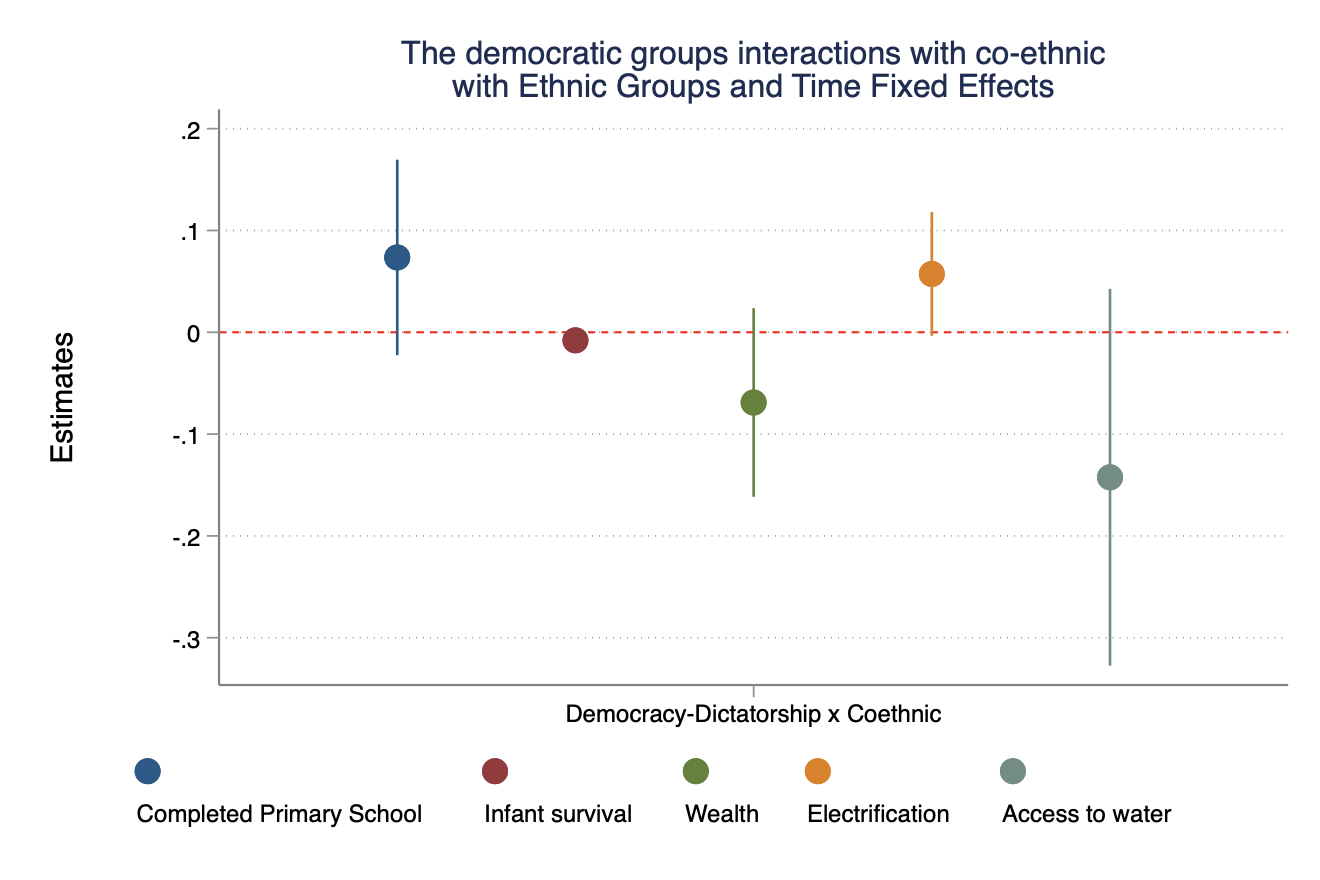 The democratic groups interactions with co-ethnic
with Ethnic Groups and Time Fixed Effects
.2
.1
0
-.1
-.2
-.3
Estimates
Democracy-Dictatorship x Coethnic
Completed Primary School
Infant survival
Wealth
Electrification
Access to water